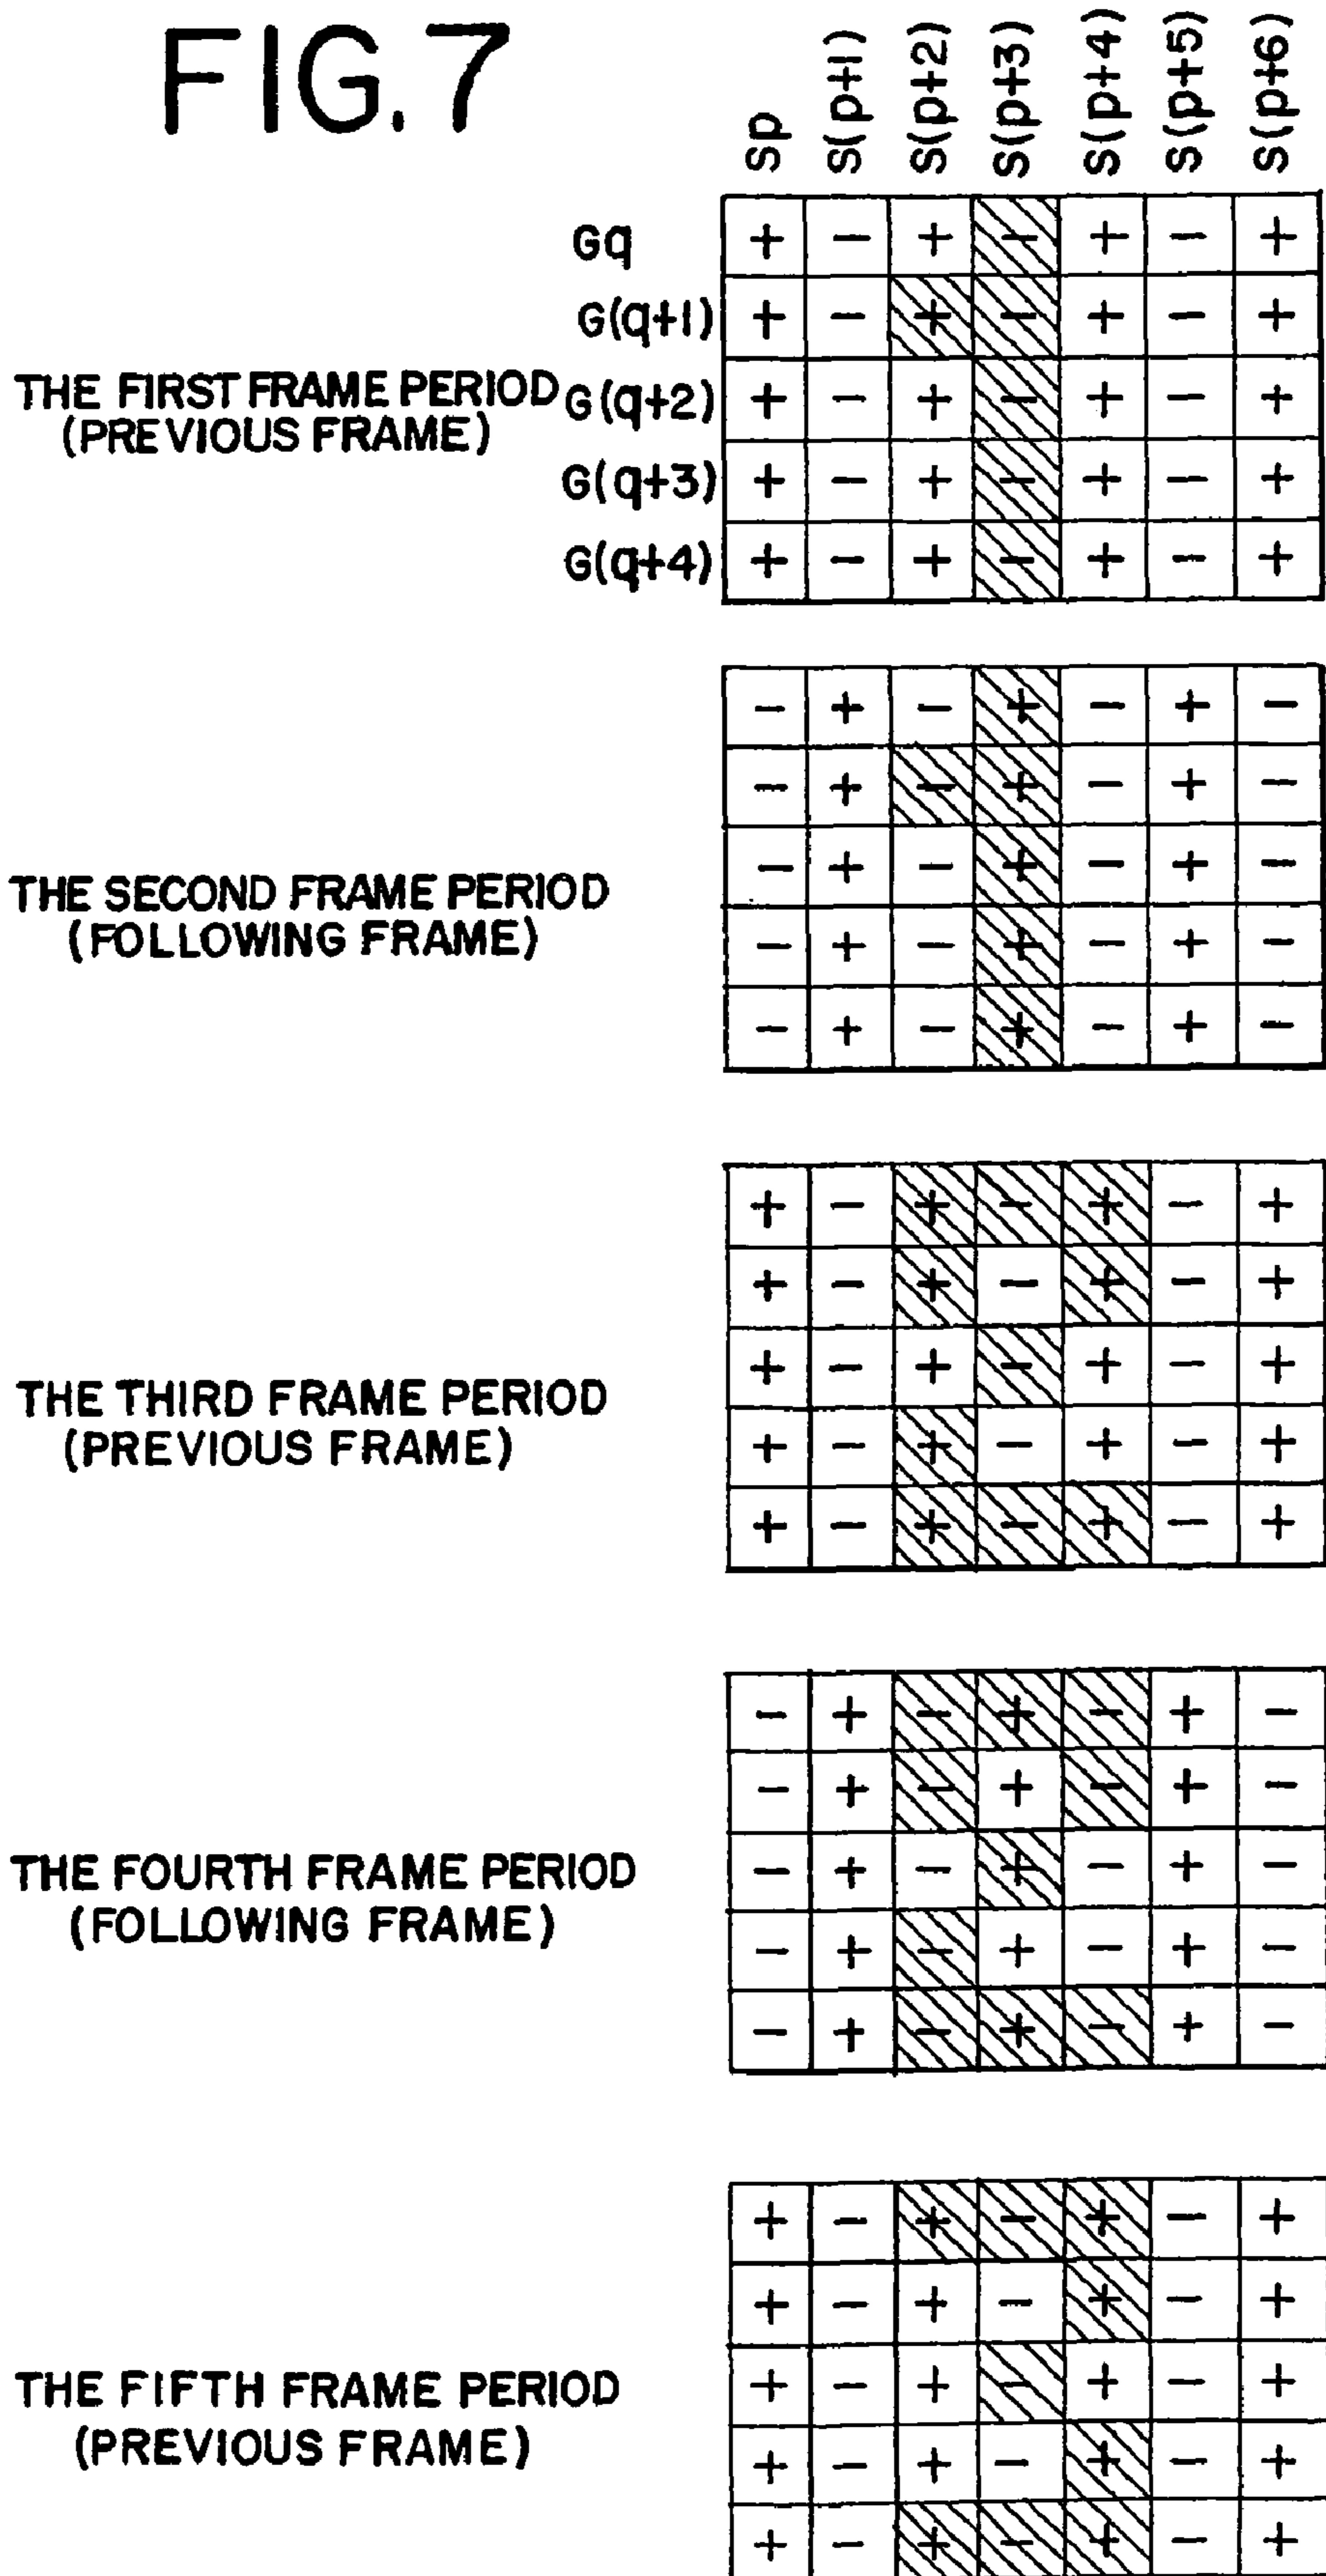 FIG.7
Sp S(p+1) S(p+2) S(p+3) S(p+4) S(p+5) S(p+6)
Gq + − + − + − +
G(q+1) + − + − + − +
THE FIRST FRAME PERIOD G(q+2) + − + − + − +
(PREVIOUS FRAME)
G(q+3) + − + − + − +
G(q+4) + − + − + − +
− + − + − + −
− + − + − + −
− + − + − + −
THE SECOND FRAME PERIOD
(FOLLOWING FRAME) − + − + − + −
− + − + − + −
+ − + − + − +
+ − + − + − +
+ − + − + − +
THE THIRD FRAME PERIOD
(PREVIOUS FRAME) + − + − + − +
+ − + − + − +
− + − + − + −
− + − + − + −
THE FOURTH FRAME PERIOD − + − + − + −
(FOLLOWING FRAME)
− + − + − + −
− + − + − + −
+ − + − + − +
+ − + − + − +
THE FIFTH FRAME PERIOD + − + − + − +
(PREVIOUS FRAME)
+ − + − + − +
+ − + − + − +